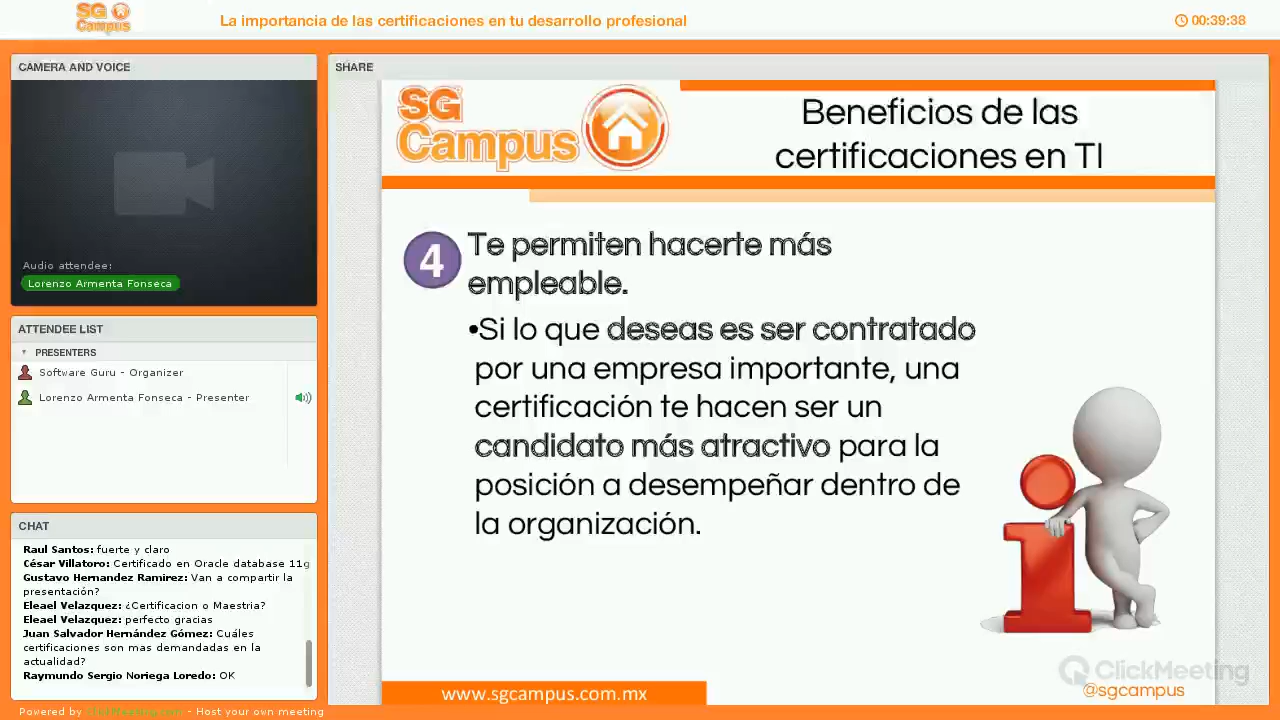 SG
Campus
La importancia de las certificaciones en tu desarrollo profesional
00:39:38
CAMERA AND VOICE
Audio attendee:
Lorenzo Armenta Fonseca
ATTENDEE LIST
PRESENTERS
Software Guru - Organizer
Lorenzo Armenta Fonseca - Presenter
CHAT
Raul Santos: fuerte y claro
César Villatoro: Certificado en Oracle database 11g
Gustavo Hernandez Ramirez: Van a compartir la
presentación?
Eleael Velazquez: ¿Certificacion o Maestria?
Eleael Velazquez: perfecto gracias
Juan Salvador Hernández Gómez: Cuáles
certificaciones son mas demandadas en la
actualidad?
Raymundo Sergio Noriega Loredo: OK
Powered by ClickMeeting.com - Host your own meeting
SHARE
SG
Campus
Beneficios de las
certificaciones en TI
4
Te permiten hacerte más
empleable.
•Si lo que deseas es ser contratado
por una empresa importante, una
certificación te hacen ser un
candidato más atractivo para la
posición a desempeñar dentro de
la organización.
i
ClickMeeting
www.sgcampus.com.mx
@sgcampus